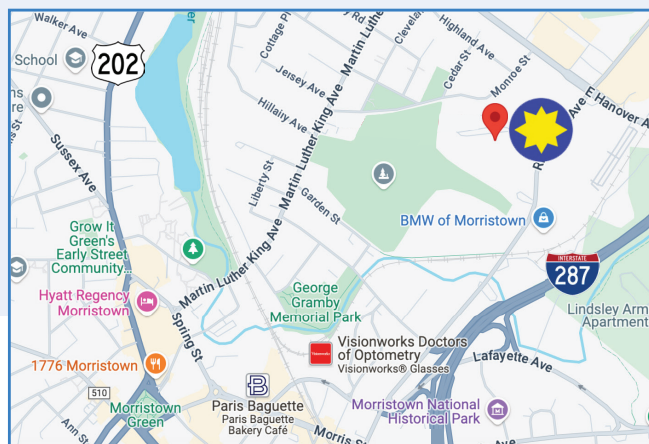 Walker Ave
School
202
Sussex Ave
Cottage Pl
Clevel
Highland Ave
Jersey Ave
Cedar St
Monroe St
E Hanover A
Hillairy Ave
Martin Luther King Ave
Martin Luther King Ave
Liberty St
Garden St
BMW of Morristown
INTERSTATE
287
Grow It
Green's
Early Street
Community...
Martin Luther King Ave
Hyatt Regency
Morristown
George
Gramby
Memorial Park
Lindsley Arm
Apartment
Spring St
Visionworks Doctors
of Optometry
Visionworks® Glasses
Lafayette Ave
1776 Morristown
510
Morristown
Green
Paris Baguette
Paris Baguette
Bakery Café
Morristown National
Historical Park
Ann St
Morris